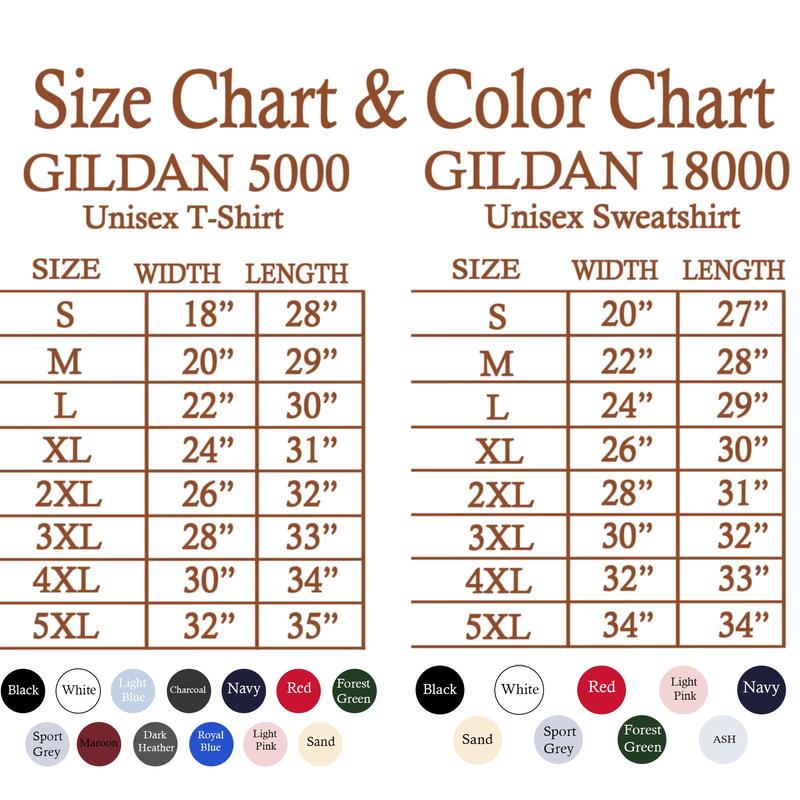 Size Chart & Color Chart
GILDAN 5000
Unisex T-Shirt
SIZE WIDTH LENGTH
S 18” 28”
M 20” 29”
L 22” 30”
XL 24” 31”
2XL 26” 32”
3XL 28” 33”
4XL 30” 34”
5XL 32” 35”
Black White Light Blue Charcoal Navy Red Forest Green
Sport Grey Maroon Dark Heather Royal Blue Light Pink Sand
GILDAN 18000
Unisex Sweatshirt
SIZE WIDTH LENGTH
S 20” 27”
M 22” 28”
L 24” 29”
XL 26” 30”
2XL 28” 31”
3XL 30” 32”
4XL 32” 33”
5XL 34” 34”
Black White Red Light Pink Navy
Sand Sport Grey Forest Green ASH